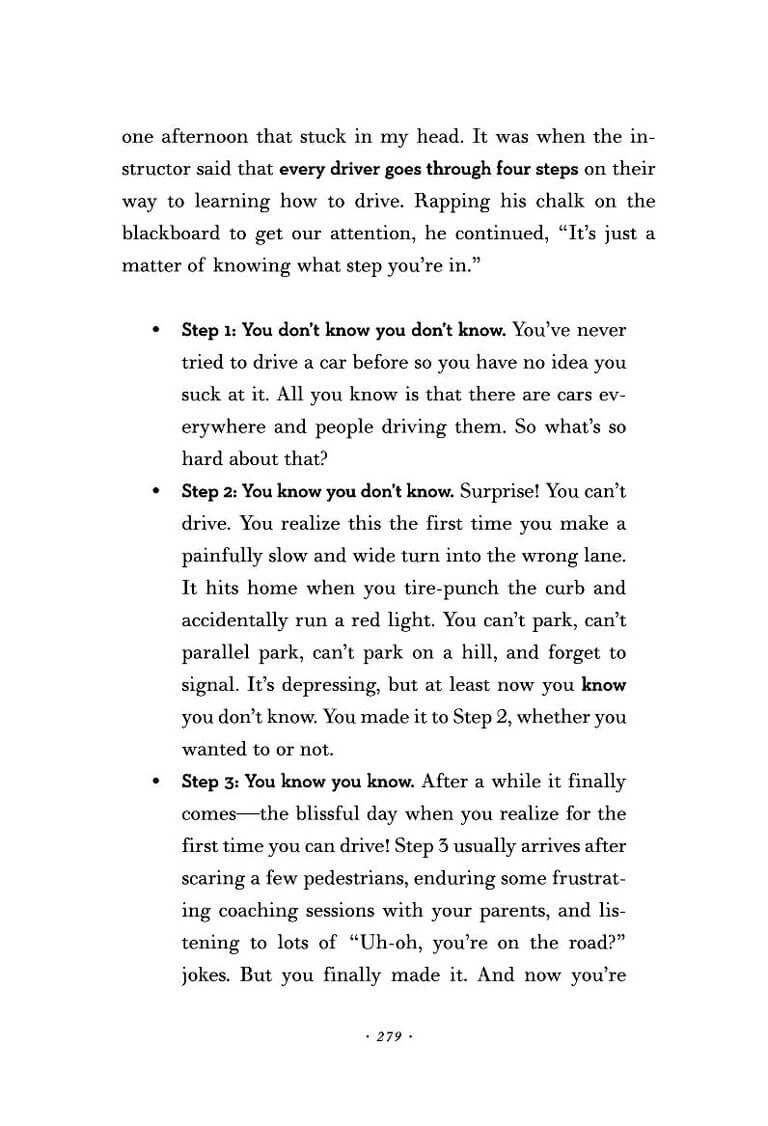 one afternoon that stuck in my head. It was when the in-
structor said that every driver goes through four steps on their
way to learning how to drive. Rapping his chalk on the
blackboard to get our attention, he continued, “It’s just a
matter of knowing what step you’re in.”
• Step 1: You don’t know you don’t know. You’ve never
tried to drive a car before so you have no idea you
suck at it. All you know is that there are cars ev-
erywhere and people driving them. So what’s so
hard about that?
• Step 2: You know you don’t know. Surprise! You can’t
drive. You realize this the first time you make a
painfully slow and wide turn into the wrong lane.
It hits home when you tire-punch the curb and
accidentally run a red light. You can’t park, can’t
parallel park, can’t park on a hill, and forget to
signal. It’s depressing, but at least now you know
you don’t know. You made it to Step 2, whether you
wanted to or not.
• Step 3: You know you know. After a while it finally
comes—the blissful day when you realize for the
first time you can drive! Step 3 usually arrives after
scaring a few pedestrians, enduring some frustrat-
ing coaching sessions with your parents, and lis-
tening to lots of “Uh-oh, you’re on the road?”
jokes. But you finally made it. And now you’re
· 279 ·